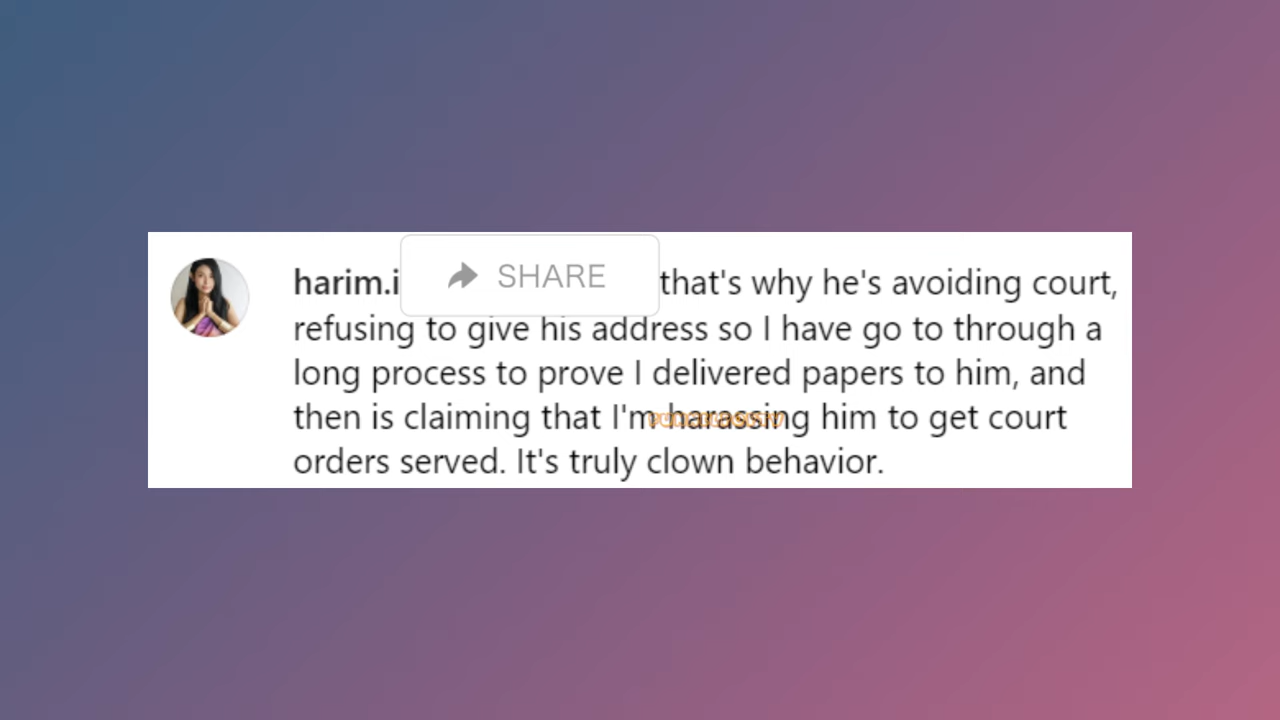 harim.i
SHARE
that's why he's avoiding court,
refusing to give his address so I have go to through a
long process to prove I delivered papers to him, and
then is claiming that I'm harassing him to get court
orders served. It's truly clown behavior.